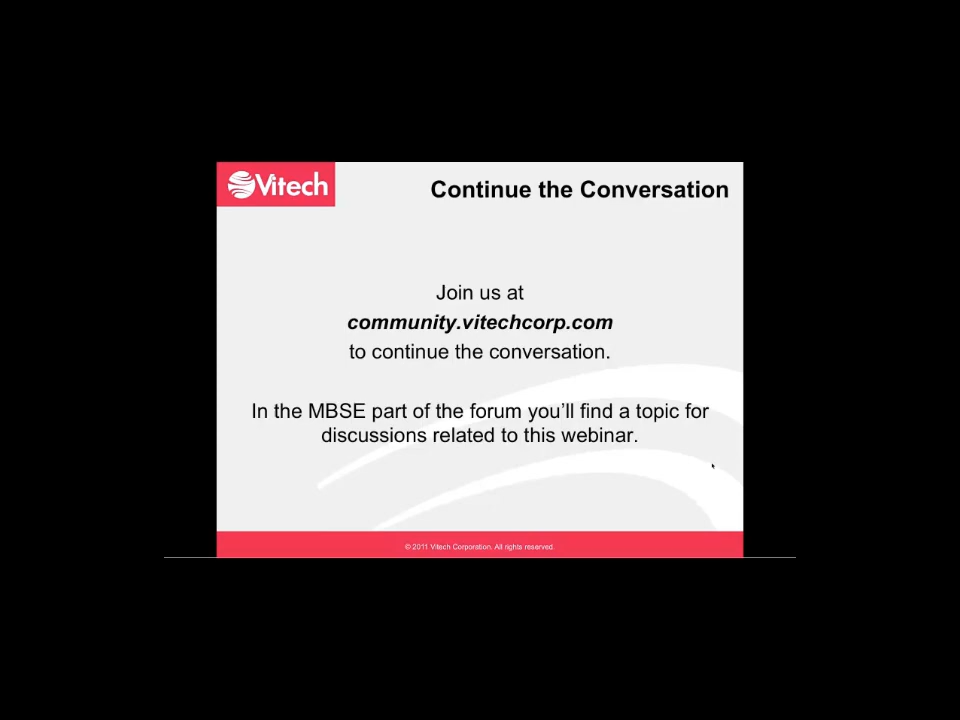 Vitech
Continue the Conversation
Join us at
community.vitechcorp.com
to continue the conversation.
In the MBSE part of the forum you'll find a topic for
discussions related to this webinar.
© 2011 Vitech Corporation. All rights reserved.